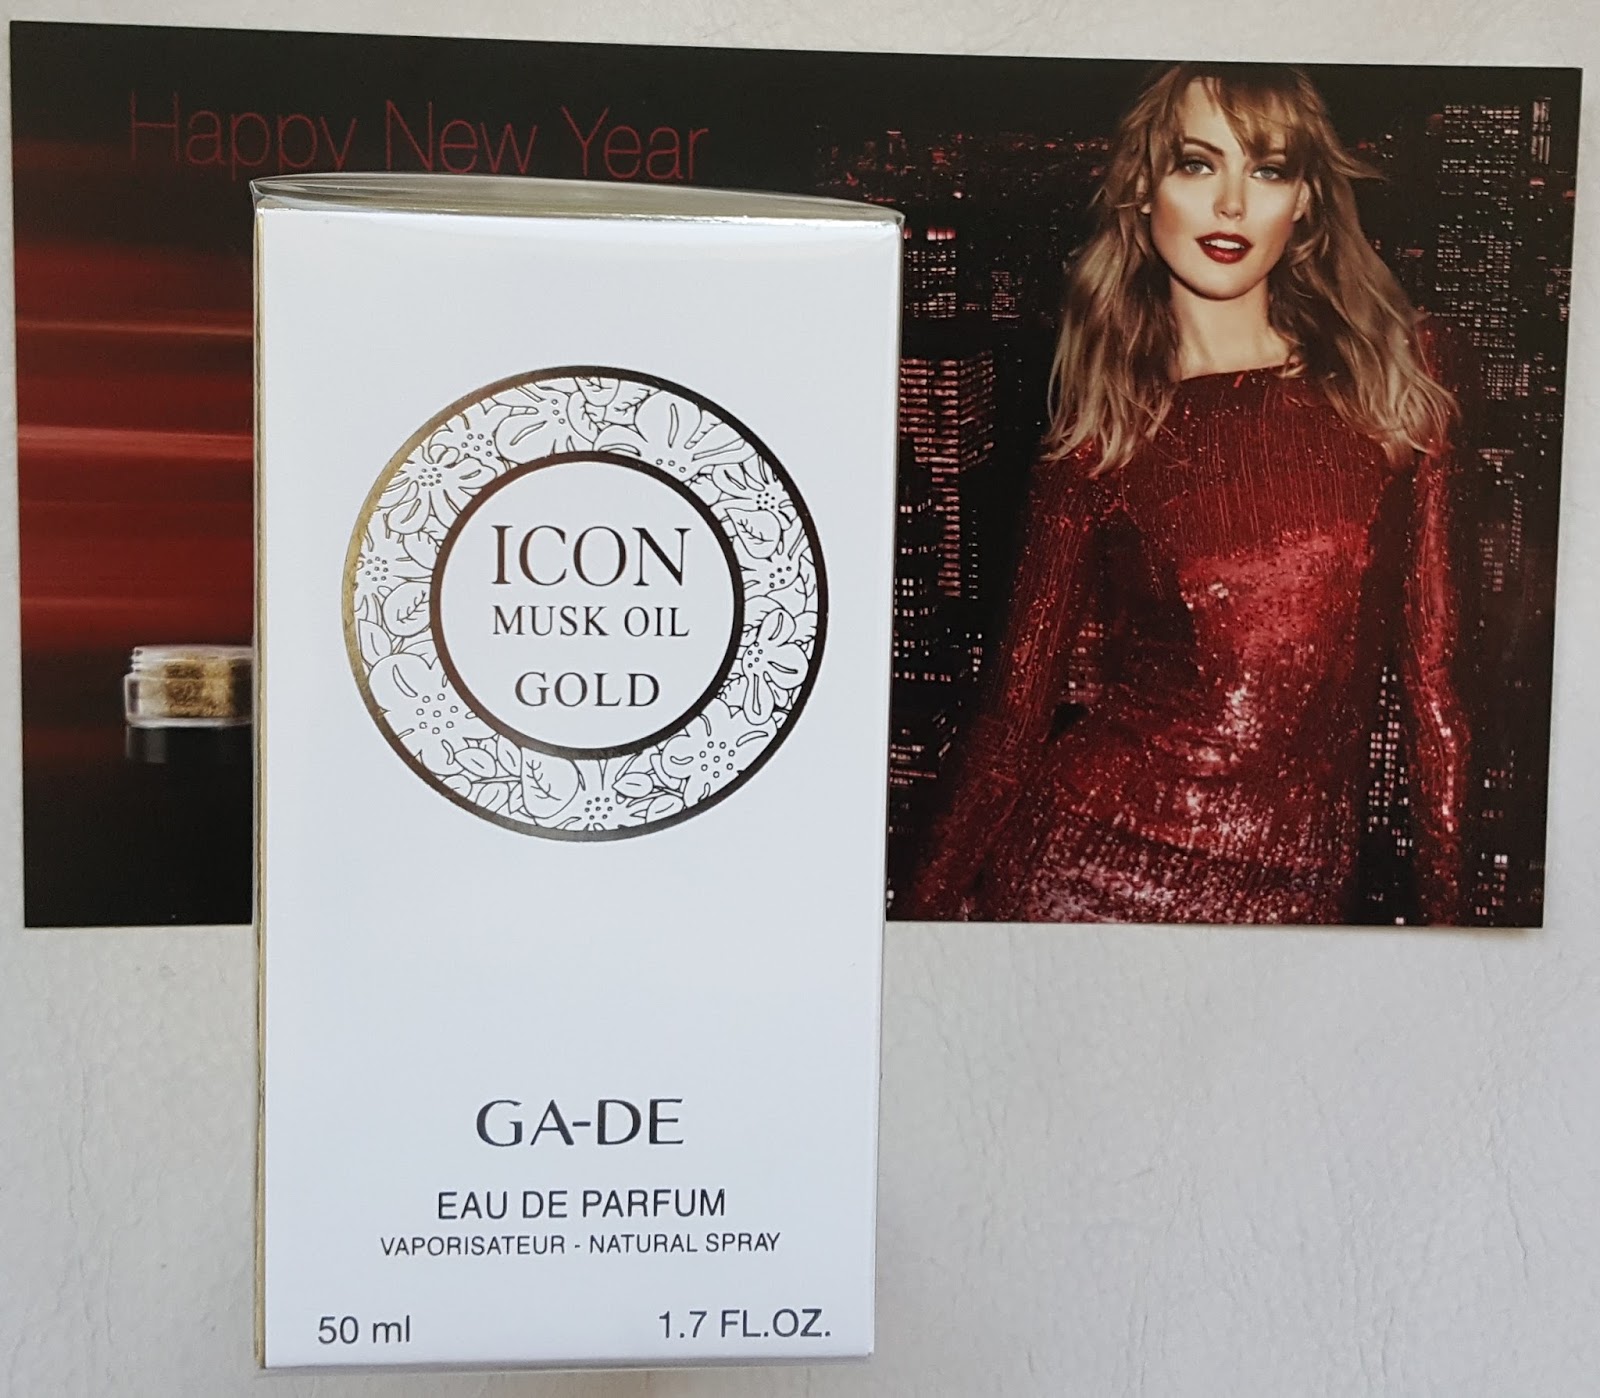 Happy New Year
ICON
MUSK OIL
GOLD
GA-DE
EAU DE PARFUM
VAPORISATEUR - NATURAL SPRAY
50 ml
1.7 FL.OZ.